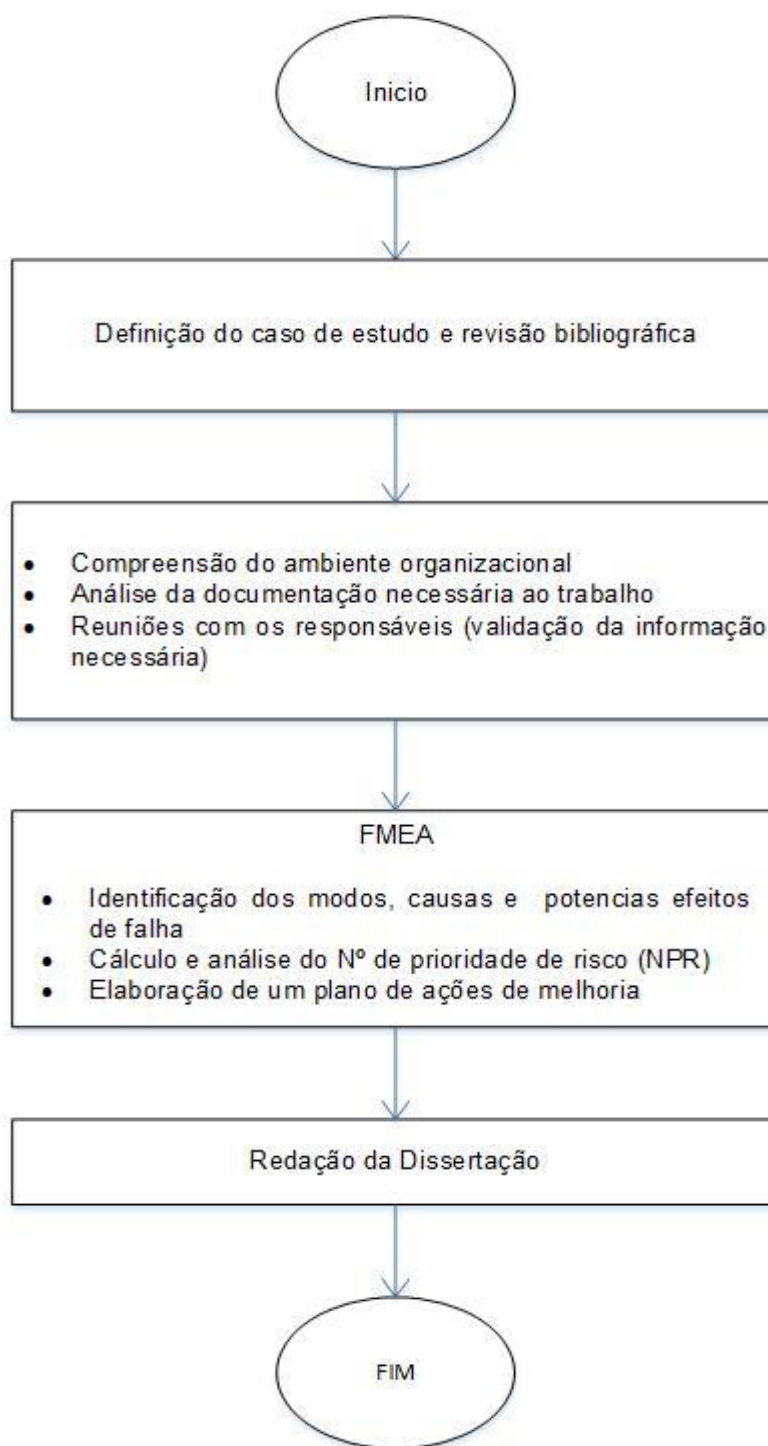 Inicio
Definição do caso de estudo e revisão bibliográfica
• Compreensão do ambiente organizacional
• Análise da documentação necessária ao trabalho
• Reuniões com os responsáveis (validação da informação
necessária)
FMEA
• Identificação dos modos, causas e potencias efeitos
de falha
• Cálculo e análise do Nº de prioridade de risco (NPR)
• Elaboração de um plano de ações de melhoria
Redação da Dissertação
FIM